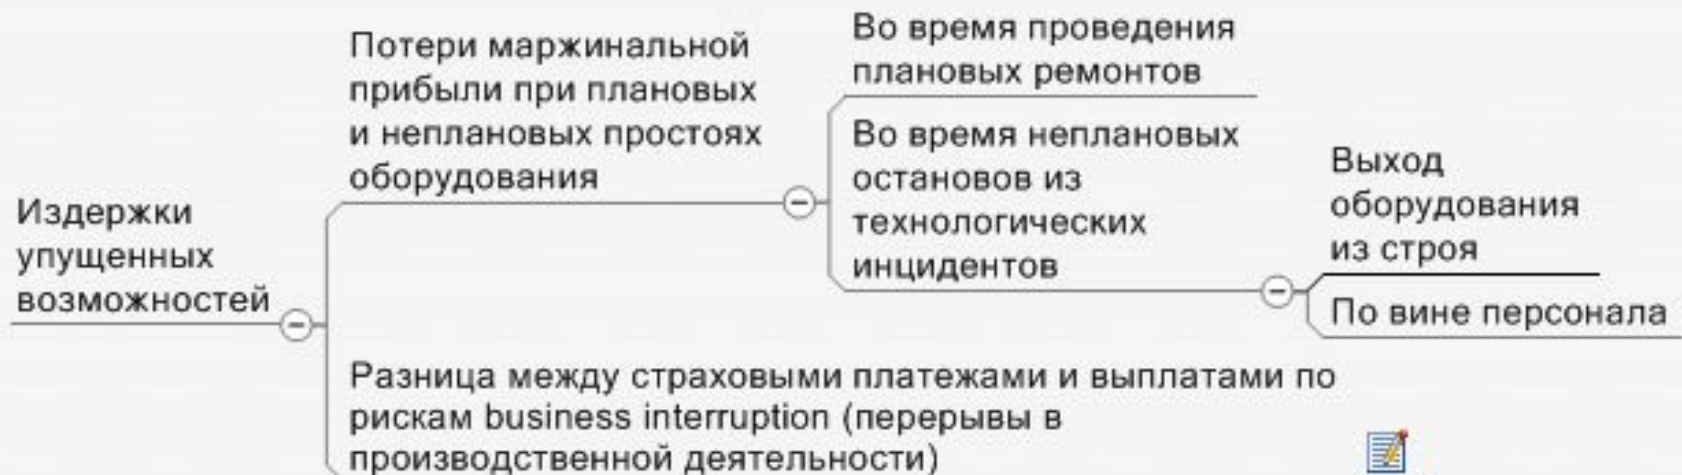 Издержки
упущенных
возможностей
Потери маржинальной
прибыли при плановых
и неплановых простоях
оборудования
Во время проведения
плановых ремонтов
Во время неплановых
остановов из
технологических
инцидентов
Выход
оборудования
из строя
По вине персонала
Разница между страховыми платежами и выплатами по
рискам business interruption (перерывы в
производственной деятельности)